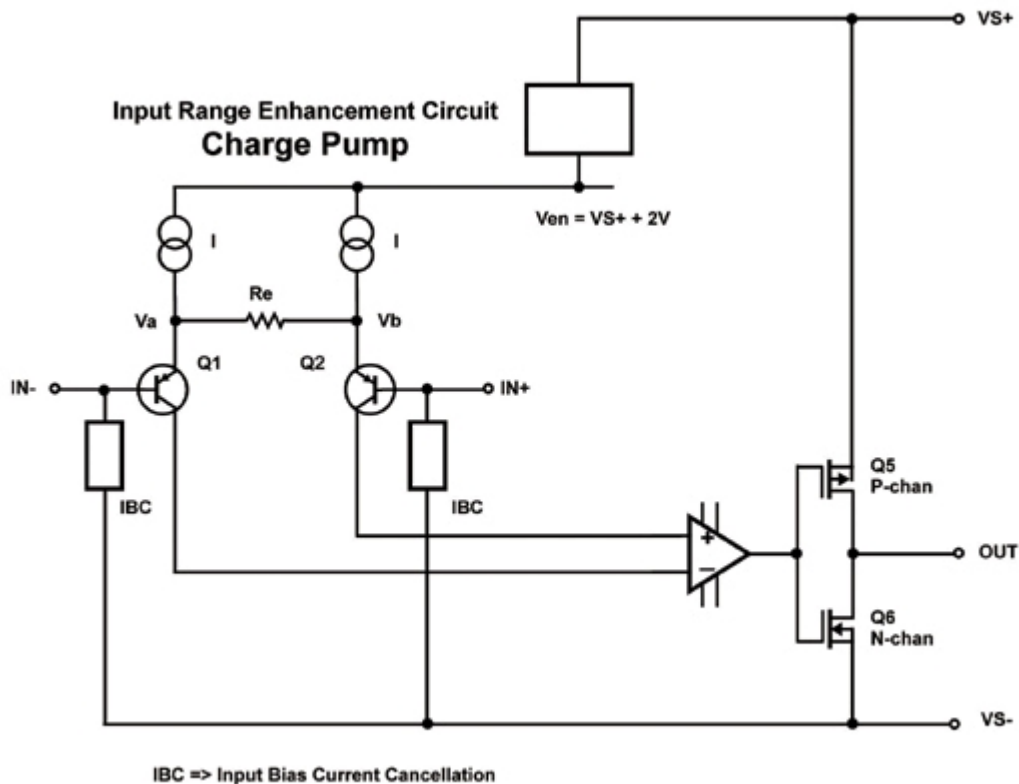 VS+
Input Range Enhancement Circuit
Charge Pump
Ven = VS+ + 2V
I
I
Re
Va
Vb
Q1
Q2
IN-
IN+
IBC
IBC
Q5
P-chan
+
−
OUT
Q6
N-chan
VS-
IBC => Input Bias Current Cancellation